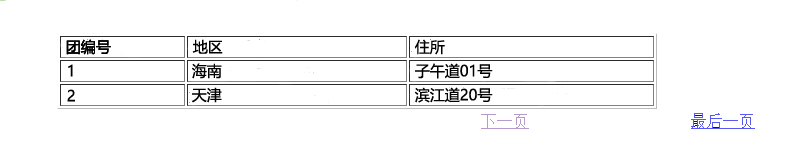 团编号 地区 住所
1 海南 子午道01号
2 天津 滨江道20号
下一页 最后一页